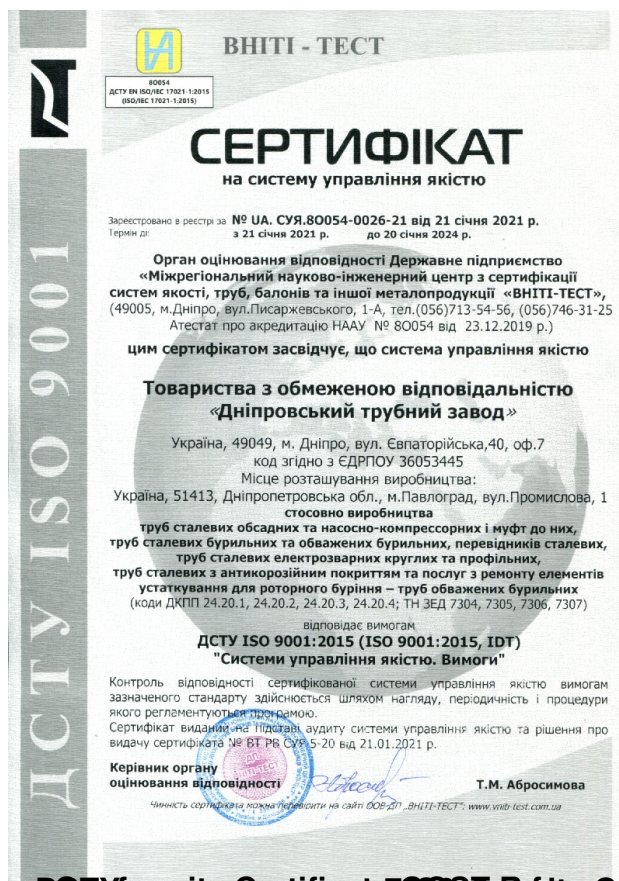 ВНІТІ - ТЕСТ
8О054
ДСТУ EN ISO/IEC 17021-1:2015
(ISO/IEC 17021-1:2015)
ДСТУ ISO 9001
СЕРТИФІКАТ
на систему управління якістю
Зареєстровано в реєстрі за № UA. СУЯ.8О054-0026-21 від 21 січня 2021 р.
Термін дії з 21 січня 2021 р. до 20 січня 2024 р.
Орган оцінювання відповідності Державне підприємство
«Міжрегіональний науково-інженерний центр з сертифікації
систем якості, труб, балонів та іншої металопродукції «ВНІТІ-ТЕСТ»,
(49005, м.Дніпро, вул.Писаржевського, 1-А, тел.(056)713-54-56, (056)746-31-25
Атестат про акредитацію НААУ № 8О054 від 23.12.2019 р.)
цим сертифікатом засвідчує, що система управління якістю
Товариства з обмеженою відповідальністю
«Дніпровський трубний завод»
Україна, 49049, м. Дніпро, вул. Євпаторійська,40, оф.7
код згідно з ЄДРПОУ 36053445
Місце розташування виробництва:
Україна, 51413, Дніпропетровська обл., м.Павлоград, вул.Промислова, 1
стосовно виробництва
труб сталевих обсадних та насосно-компрессорних і муфт до них,
труб сталевих бурильних та обважених бурильних, перевідників сталевих,
труб сталевих електрозварних круглих та профільних,
труб сталевих з антикорозійним покриттям та послуг з ремонту елементів
устаткування для роторного буріння – труб обважених бурильних
(коди ДКПП 24.20.1, 24.20.2, 24.20.3, 24.20.4; ТН ЗЕД 7304, 7305, 7306, 7307)
відповідає вимогам
ДСТУ ISO 9001:2015 (ISO 9001:2015, IDT)
"Системи управління якістю. Вимоги"
Контроль відповідності сертифікованої системи управління якістю вимогам
зазначеного стандарту здійснюється шляхом нагляду, періодичність і процедури
якого регламентуються програмою.
Сертифікат виданий на підставі аудиту системи управління якістю та рішення про
видачу сертифіката № ВТ РВ СУЯ 5-20 від 21.01.2021 р.
Керівник органу
оцінювання відповідності Т.М. Абросимова
ДП
ВНІТІ-ТЕСТ
Чинність сертифіката можна перевірити на сайті ООВ ДП „ВНІТІ-ТЕСТ": www.vniti-test.com.ua